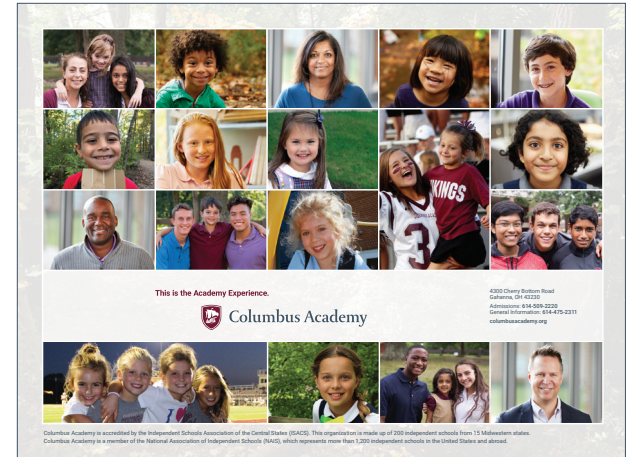 VIKINGS
3
This is the Academy Experience.
Columbus Academy
4300 Cherry Bottom Road
Gahanna, OH 43230
Admissions: 614-509-2220
General Information: 614-475-2311
columbusacademy.org
Columbus Academy is accredited by the Independent Schools Association of the Central States (ISACS). This organization is made up of 200 independent schools from 15 Midwestern states.
Columbus Academy is a member of the National Association of Independent Schools (NAIS), which represents more than 1,200 independent schools in the United States and abroad.